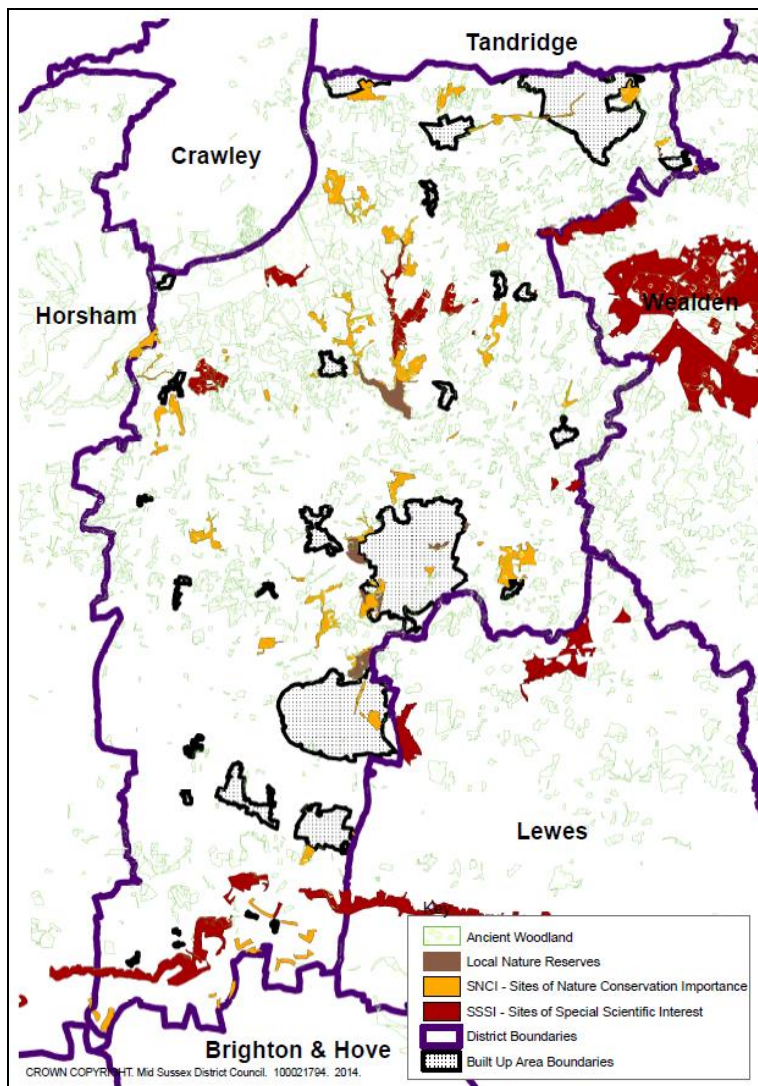 Tandridge
Crawley
Horsham
Wealden
Lewes
Ancient Woodland
Local Nature Reserves
SNCI - Sites of Nature Conservation Importance
SSSI - Sites of Special Scientific Interest
District Boundaries
Built Up Area Boundaries
Brighton & Hove
CROWN COPYRIGHT. Mid Sussex District Council. 100021794. 2014.